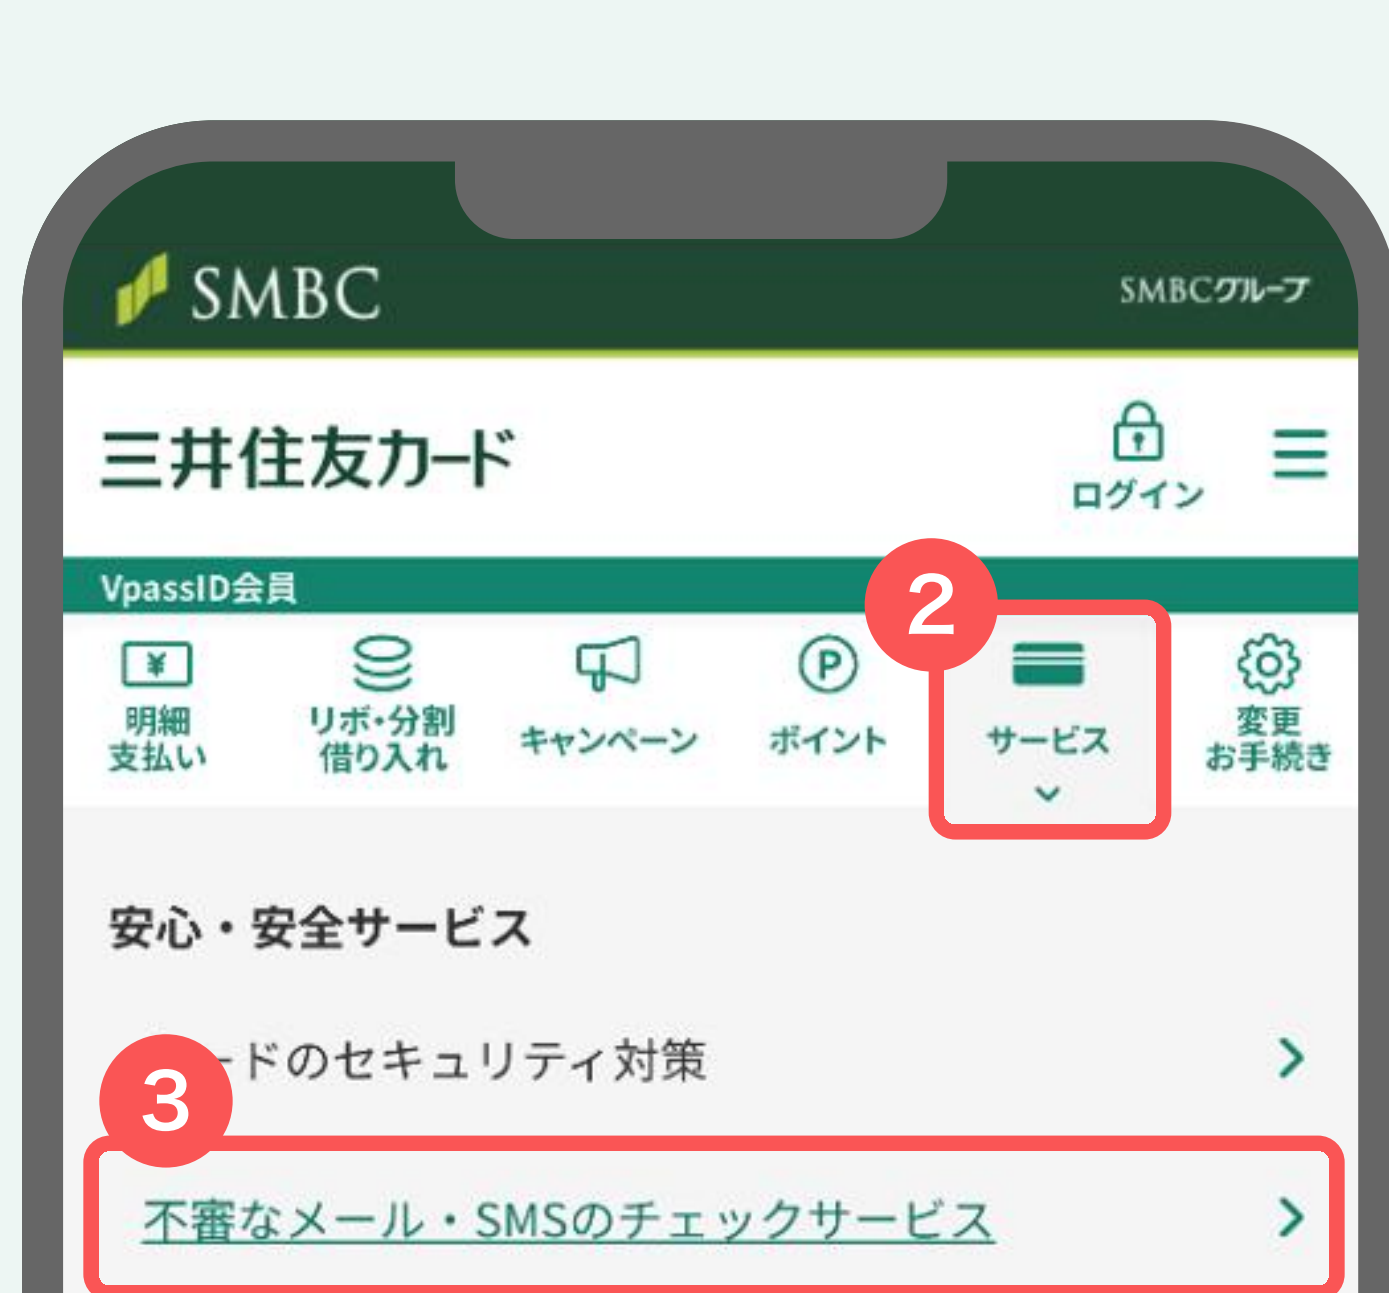 SMBC
SMBCグループ
三井住友カード
ログイン
VpassID会員
2
明細
支払い
リボ・分割
借り入れ
キャンペーン
ポイント
サービス
変更
お手続き
安心・安全サービス
ードのセキュリティ対策
3
不審なメール・SMSのチェックサービス